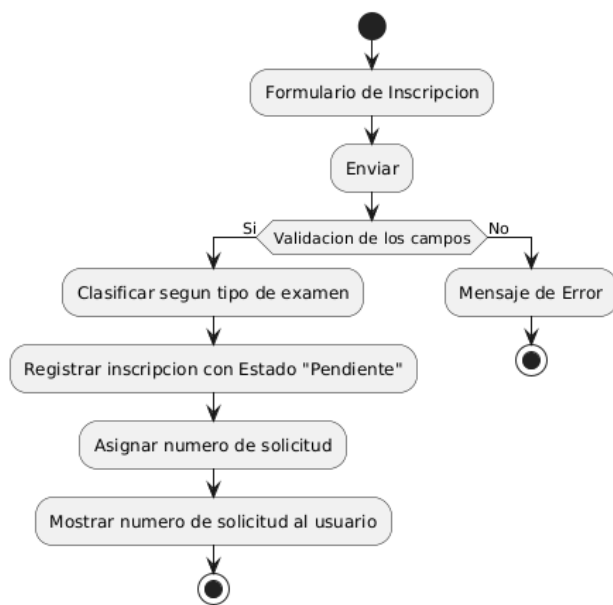 Formulario de Inscripcion
Enviar
Si
Validacion de los campos
No
Clasificar segun tipo de examen
Mensaje de Error
Registrar inscripcion con Estado "Pendiente"
Asignar numero de solicitud
Mostrar numero de solicitud al usuario